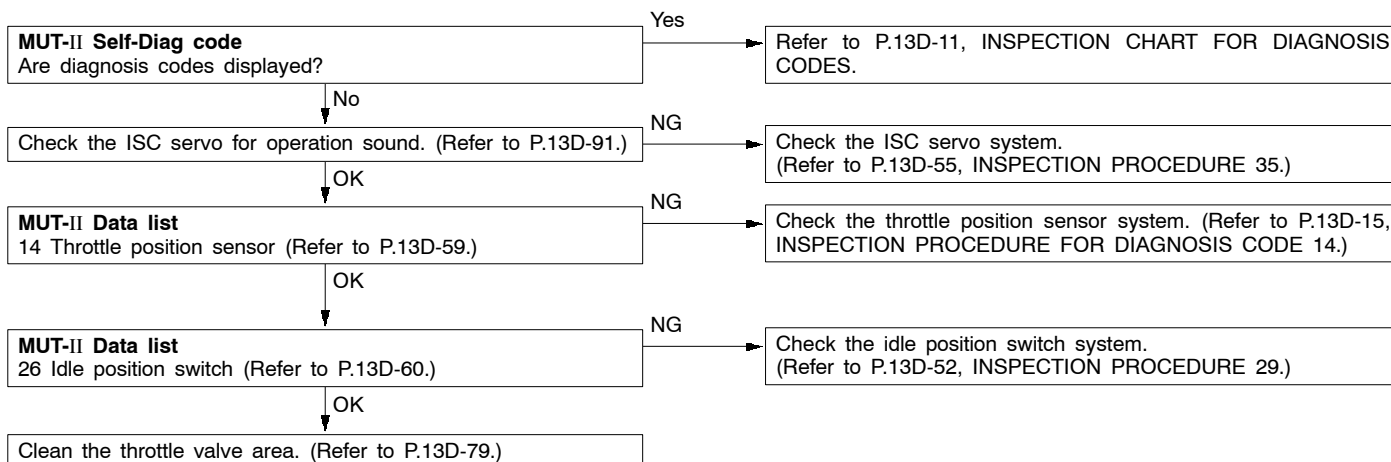 Yes
MUT-II Self-Diag code
Are diagnosis codes displayed?
Refer to P.13D-11, INSPECTION CHART FOR DIAGNOSIS
CODES.
No
NG
Check the ISC servo for operation sound. (Refer to P.13D-91.)
Check the ISC servo system.
(Refer to P.13D-55, INSPECTION PROCEDURE 35.)
OK
NG
MUT-II Data list
14 Throttle position sensor (Refer to P.13D-59.)
Check the throttle position sensor system. (Refer to P.13D-15,
INSPECTION PROCEDURE FOR DIAGNOSIS CODE 14.)
OK
NG
MUT-II Data list
26 Idle position switch (Refer to P.13D-60.)
Check the idle position switch system.
(Refer to P.13D-52, INSPECTION PROCEDURE 29.)
OK
Clean the throttle valve area. (Refer to P.13D-79.)